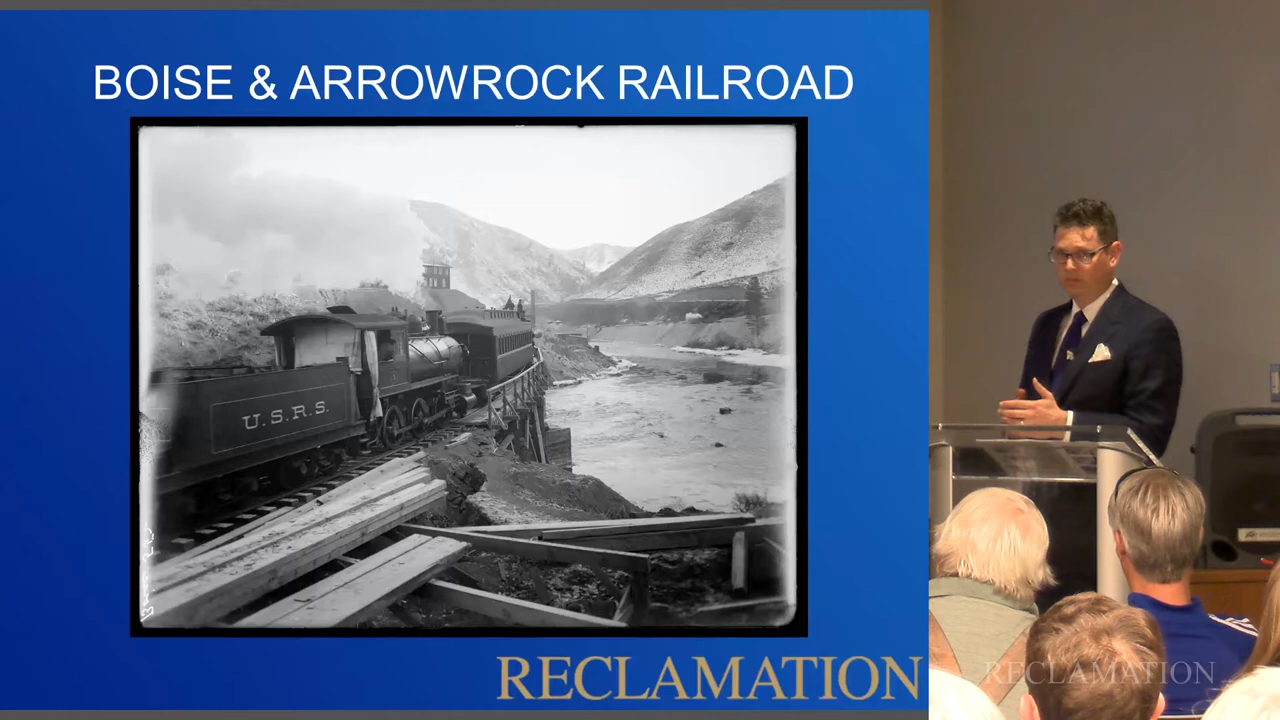 BOISE & ARROWROCK RAILROAD
U.S.R.S.
RECLAMATION
RECLAMATION